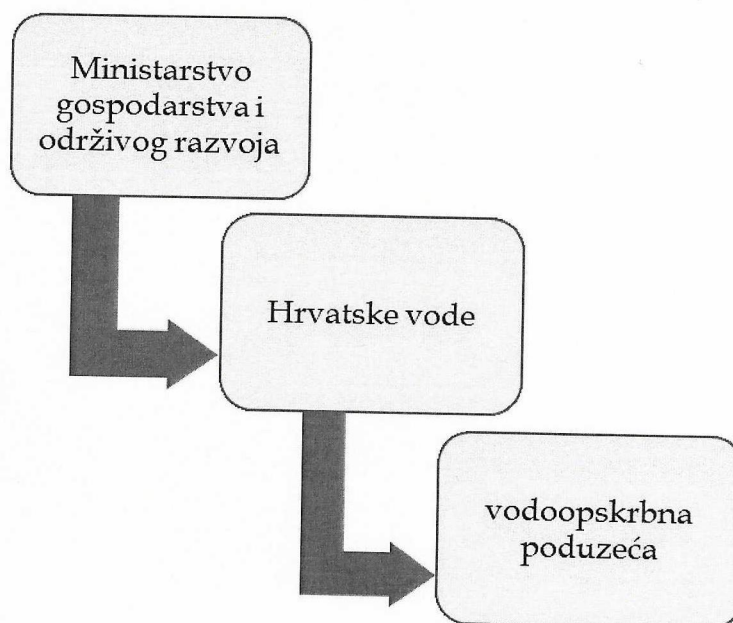 Ministarstvo
gospodarstva i
održivog razvoja
Hrvatske vode
vodoopskrbna
poduzeća